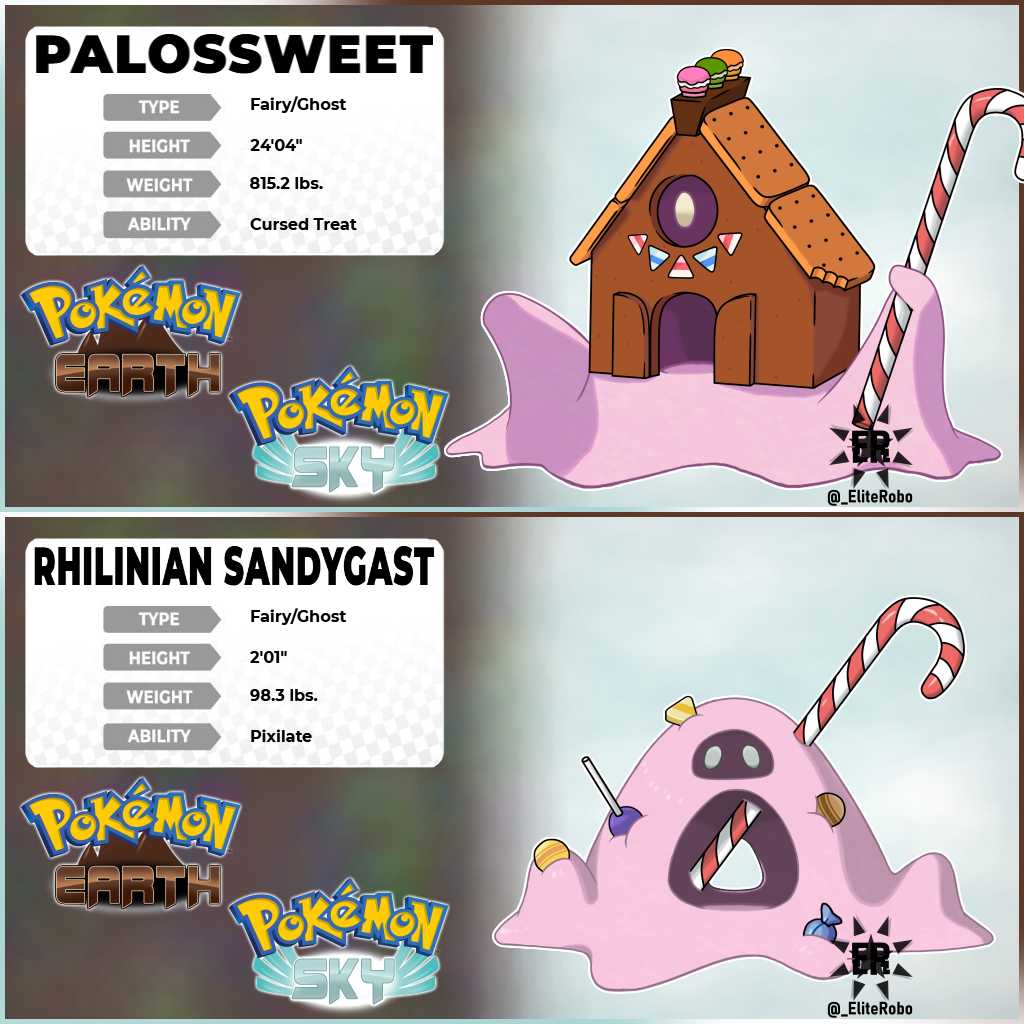 PALOSSWEET
TYPE Fairy/Ghost
HEIGHT 24'04"
WEIGHT 815.2 lbs.
ABILITY Cursed Treat
POKéMON
EARTH
POKéMON
SKY
ER
@_EliteRobo
RHILINIAN SANDYGAST
TYPE Fairy/Ghost
HEIGHT 2'01"
WEIGHT 98.3 lbs.
ABILITY Pixilate
POKéMON
EARTH
POKéMON
SKY
ER
@_EliteRobo